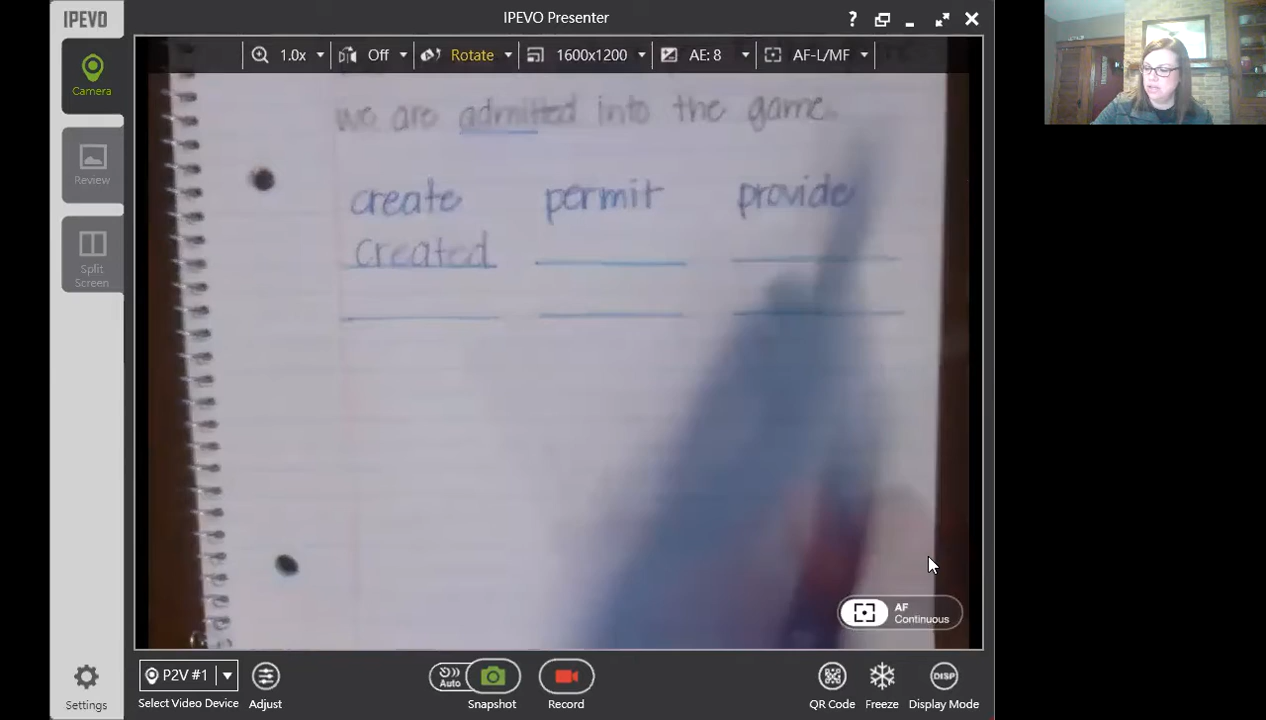 IPEVO
IPEVO Presenter
?
1.0x
Off
Rotate
1600x1200
AE: 8
AF-L/MF
Camera
Review
Split
Screen
Settings
we are admitted into the game.
create permit provide
created
AF
Continuous
P2V #1
Select Video Device
Adjust
Auto
Snapshot
Record
QR Code
Freeze
DISP
Display Mode